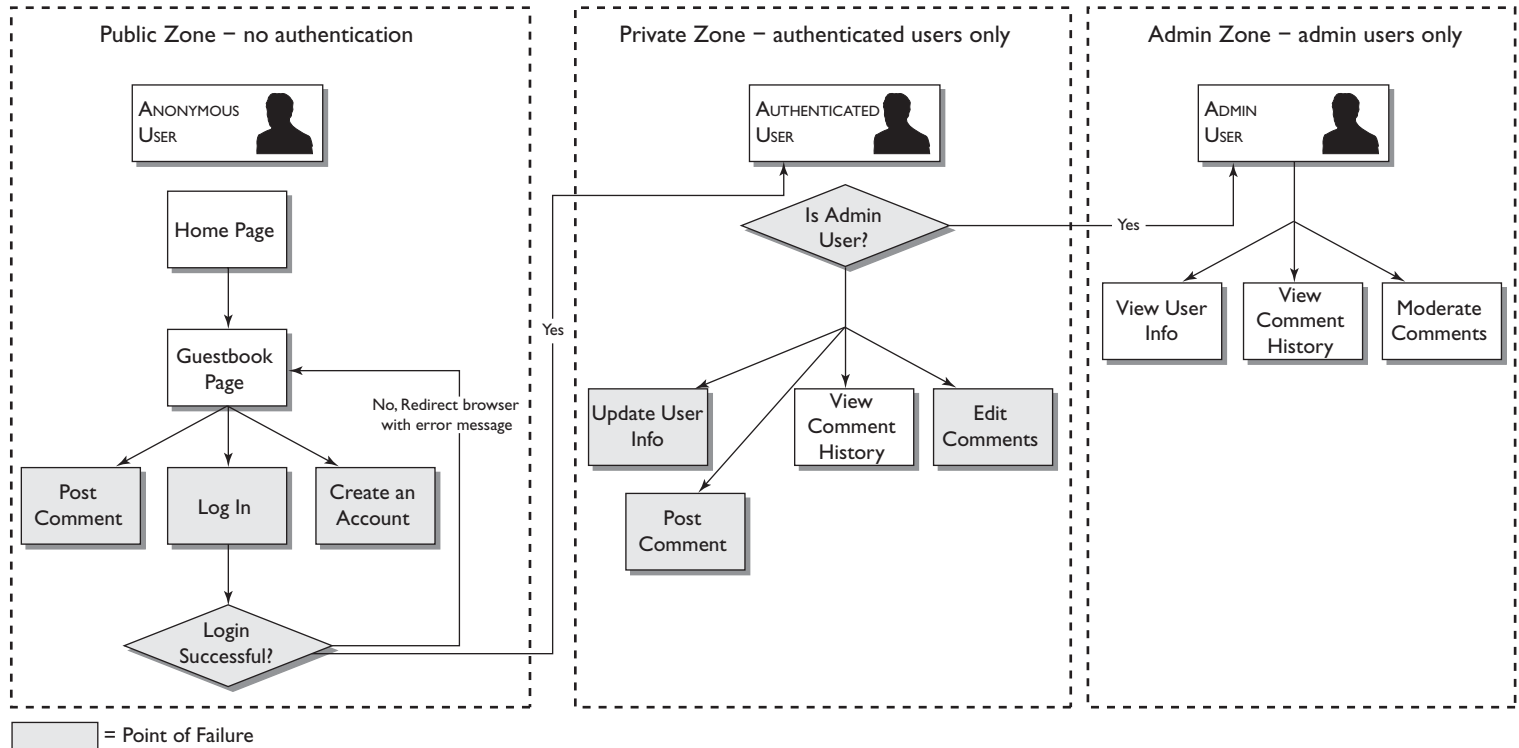 Public Zone – no authentication
ANONYMOUS
USER
Home Page
Guestbook
Page
No, Redirect browser
with error message
Post
Comment
Log In
Create an
Account
Login
Successful?
Yes
Private Zone – authenticated users only
AUTHENTICATED
USER
Is Admin
User?
Yes
Update User
Info
View
Comment
History
Edit
Comments
Post
Comment
Admin Zone – admin users only
ADMIN
USER
View User
Info
View
Comment
History
Moderate
Comments
= Point of Failure